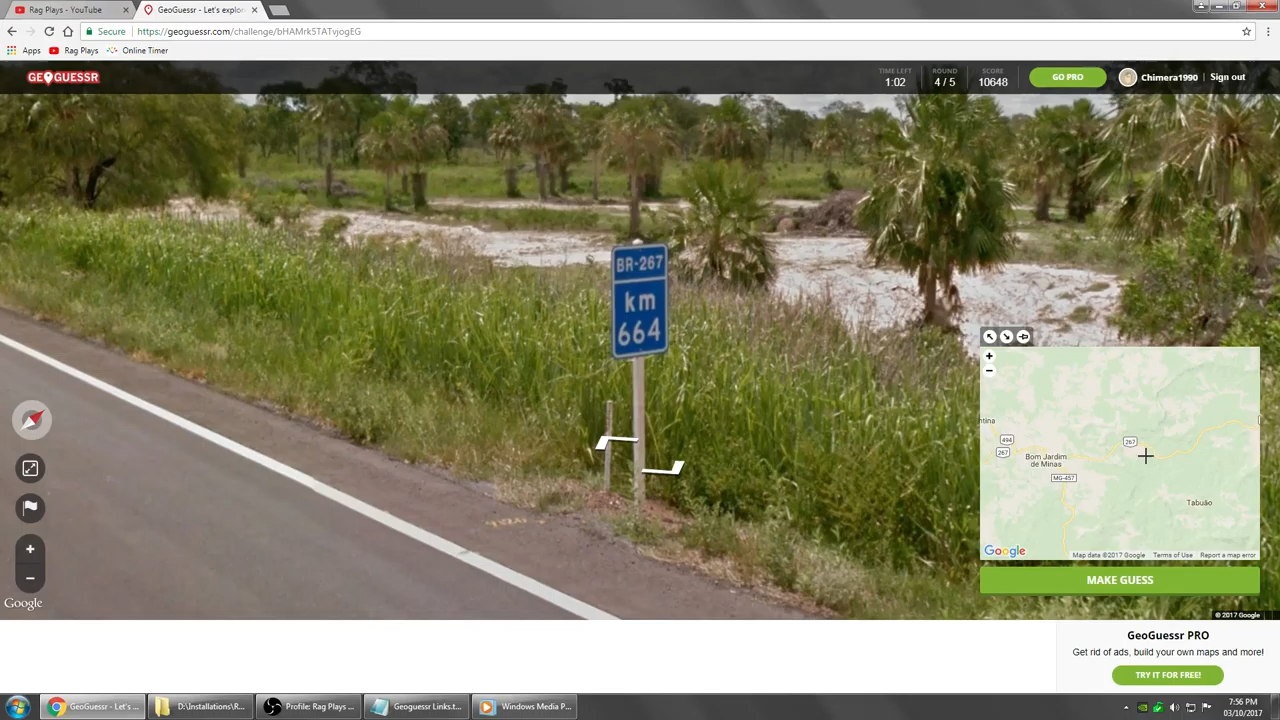 Rag Plays - YouTube
GeoGuessr - Let's explor
Secure
https://geoguessr.com/challenge/bHAMrk5TATvjogEG
Apps
Rag Plays
Online Timer
GEOGUESSR
TIME LEFT
1:02
ROUND
4 / 5
SCORE
10648
GO PRO
Chimera1990
Sign out
BR-267
km
664
ntina
494
267
267
Bom Jardim
de Minas
MG-457
Tabuão
Google
Map data ©2017 Google
Terms of Use
Report a map error
MAKE GUESS
Google
© 2017 Google
GeoGuessr PRO
Get rid of ads, build your own maps and more!
TRY IT FOR FREE!
GeoGuessr - Let's ...
D:\Installations\R...
Profile: Rag Plays ...
Geoguessr Links.t...
Windows Media P...
7:56 PM
03/10/2017